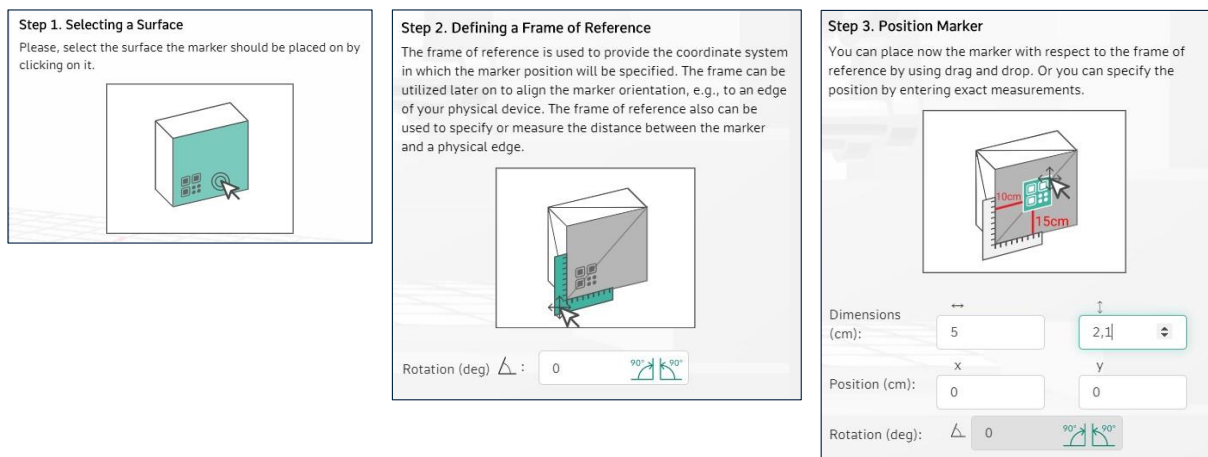 Step 1. Selecting a Surface
Please, select the surface the marker should be placed on by
clicking on it.
Step 2. Defining a Frame of Reference
The frame of reference is used to provide the coordinate system
in which the marker position will be specified. The frame can be
utilized later on to align the marker orientation, e.g., to an edge
of your physical device. The frame of reference also can be
used to specify or measure the distance between the marker
and a physical edge.
Rotation (deg) : 0 90° 90°
Step 3. Position Marker
You can place now the marker with respect to the frame of
reference by using drag and drop. Or you can specify the
position by entering exact measurements.
10cm
15cm
Dimensions
(cm): 5 2,1
x y
Position (cm): 0 0
Rotation (deg): 0 90° 90°